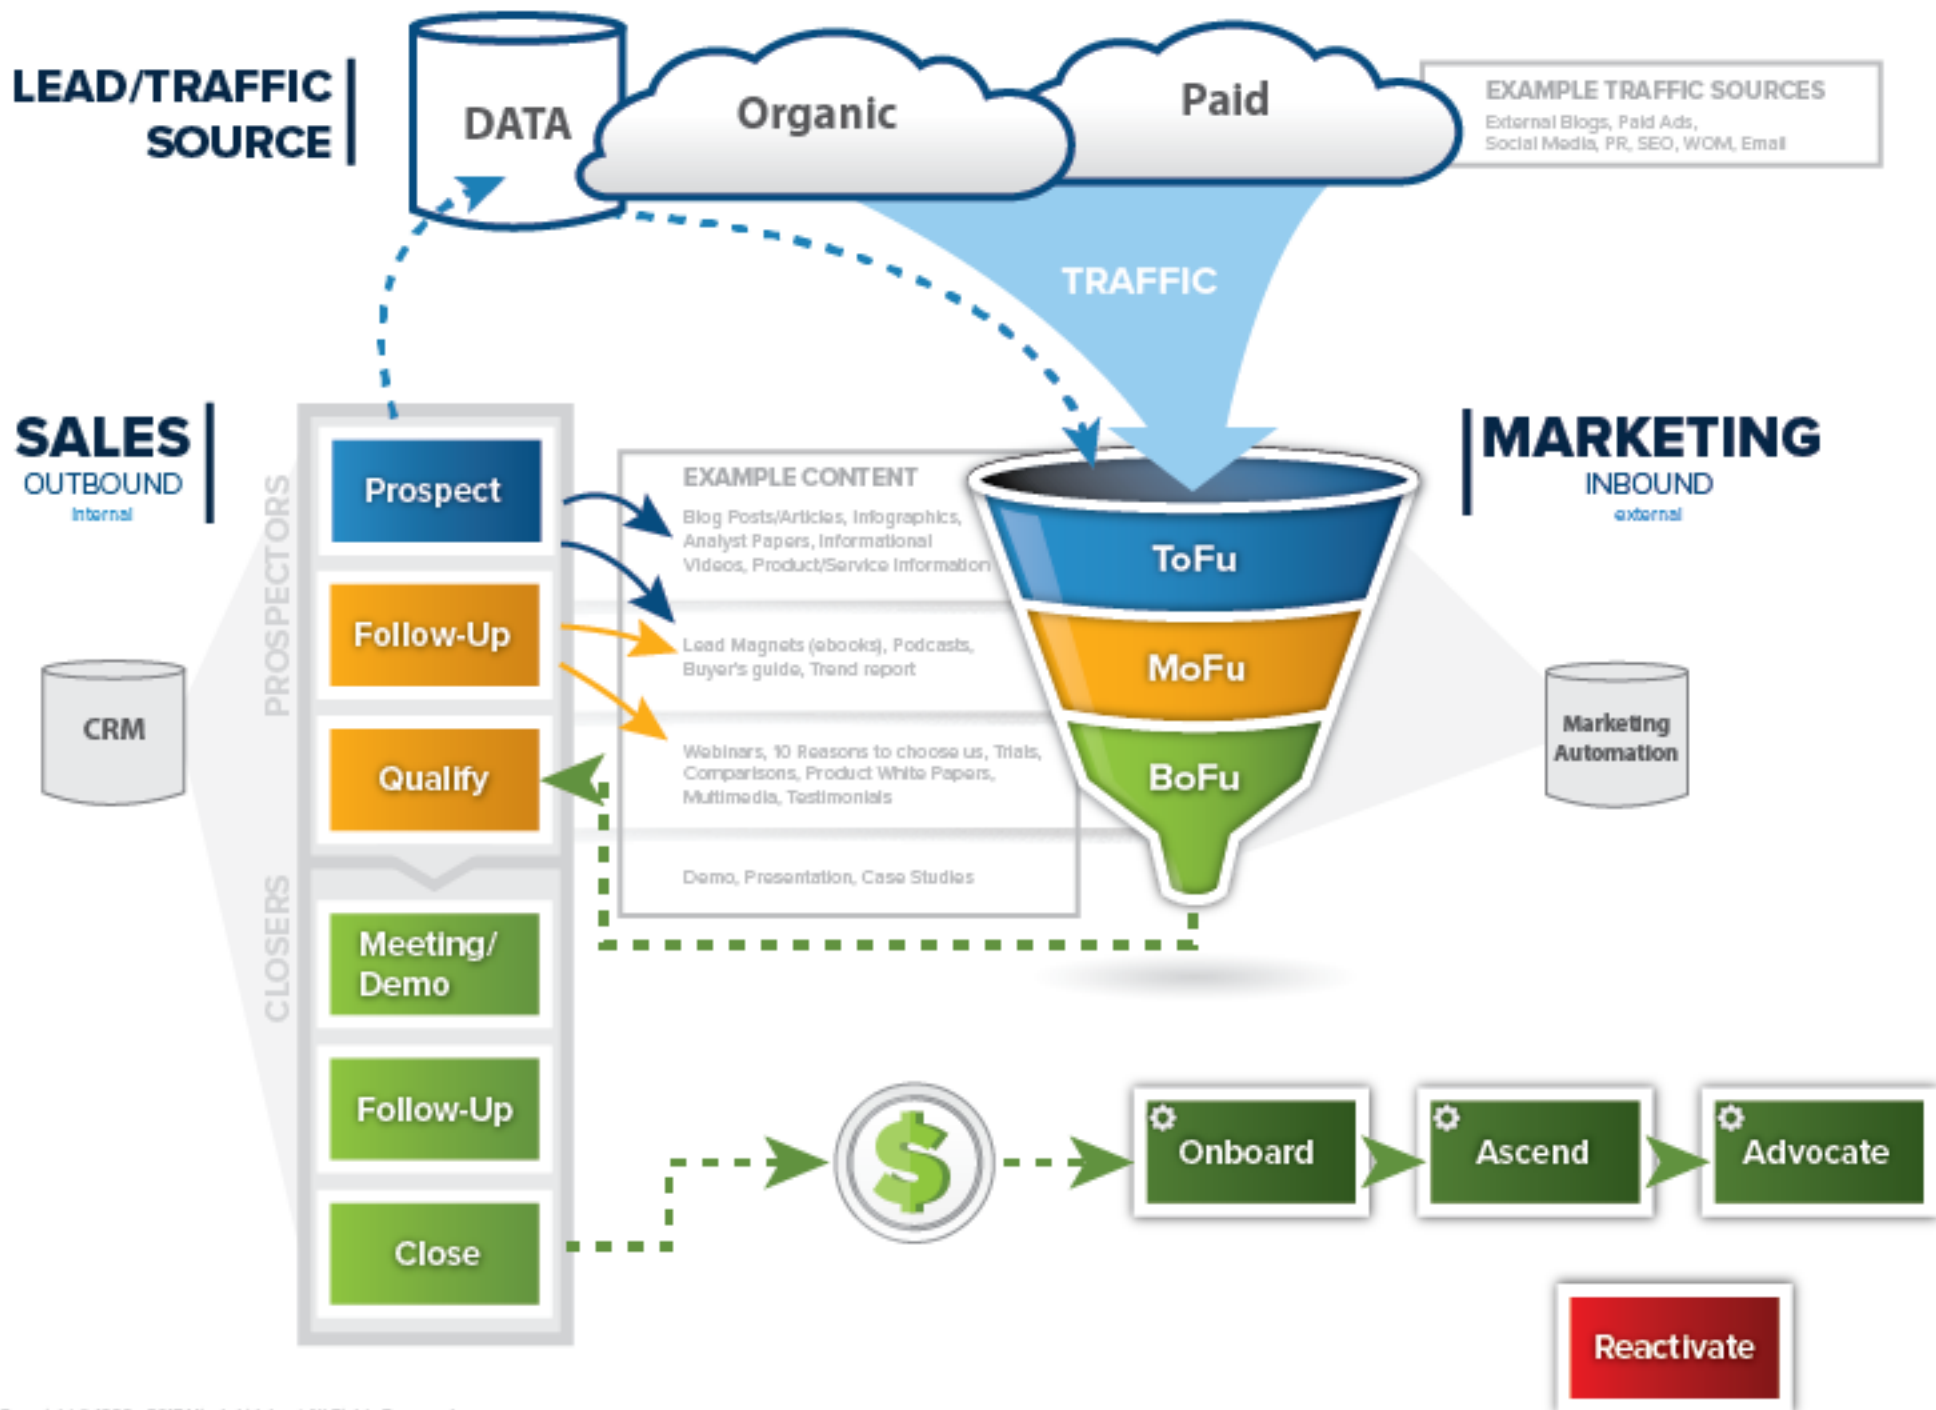 LEAD/TRAFFIC
SOURCE
DATA
Organic
Paid
EXAMPLE TRAFFIC SOURCES
External Blogs, Paid Ads,
Social Media, PR, SEO, WOM, Email
TRAFFIC
SALES
OUTBOUND
Internal
MARKETING
INBOUND
external
PROSPECTORS
Prospect
Follow-Up
Qualify
EXAMPLE CONTENT
Blog Posts/Articles, Infographics,
Analyst Papers, Informational
Videos, Product/Service Information
Lead Magnets (ebooks), Podcasts,
Buyer's guide, Trend report
Webinars, 10 Reasons to choose us, Trials,
Comparisons, Product White Papers,
Multimedia, Testimonials
Demo, Presentation, Case Studies
ToFu
MoFu
BoFu
CRM
Marketing
Automation
CLOSERS
Meeting/
Demo
Follow-Up
Close
$
Onboard
Ascend
Advocate
Reactivate